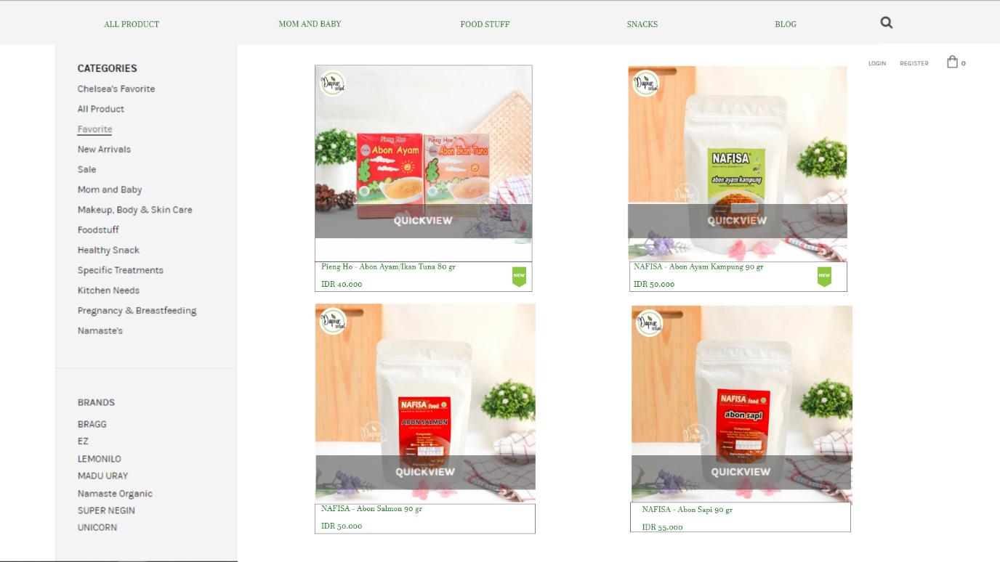 ALL PRODUCT
MOM AND BABY
FOOD STUFF
SNACKS
BLOG
LOGIN
REGISTER
0
CATEGORIES
Chelsea's Favorite
All Product
Favorite
New Arrivals
Sale
Mom and Baby
Makeup, Body & Skin Care
Foodstuff
Healthy Snack
Specific Treatments
Kitchen Needs
Pregnancy & Breastfeeding
Namaste's
BRANDS
BRAGG
EZ
LEMONILO
MADU URAY
Namaste Organic
SUPER NEGIN
UNICORN
Dapur
Pieng Hoo
Abon Ayam
Pieng Hoo
Abon Ikan Tuna
QUICKVIEW
Pieng Ho - Abon Ayam/Ikan Tuna 80 gr
IDR 40.000
NEW
Dapur
NAFISA
abon ayam kampung
Dapur
QUICKVIEW
NAFISA - Abon Ayam Kampung 90 gr
IDR 50.000
NEW
Dapur
NAFISA food
ABON SALMON
Komposisi
Dapur
QUICKVIEW
NAFISA - Abon Salmon 90 gr
IDR 50.000
Dapur
NAFISA food
abon sapi
Komposisi
Dapur
QUICKVIEW
NAFISA - Abon Sapi 90 gr
IDR 55.000